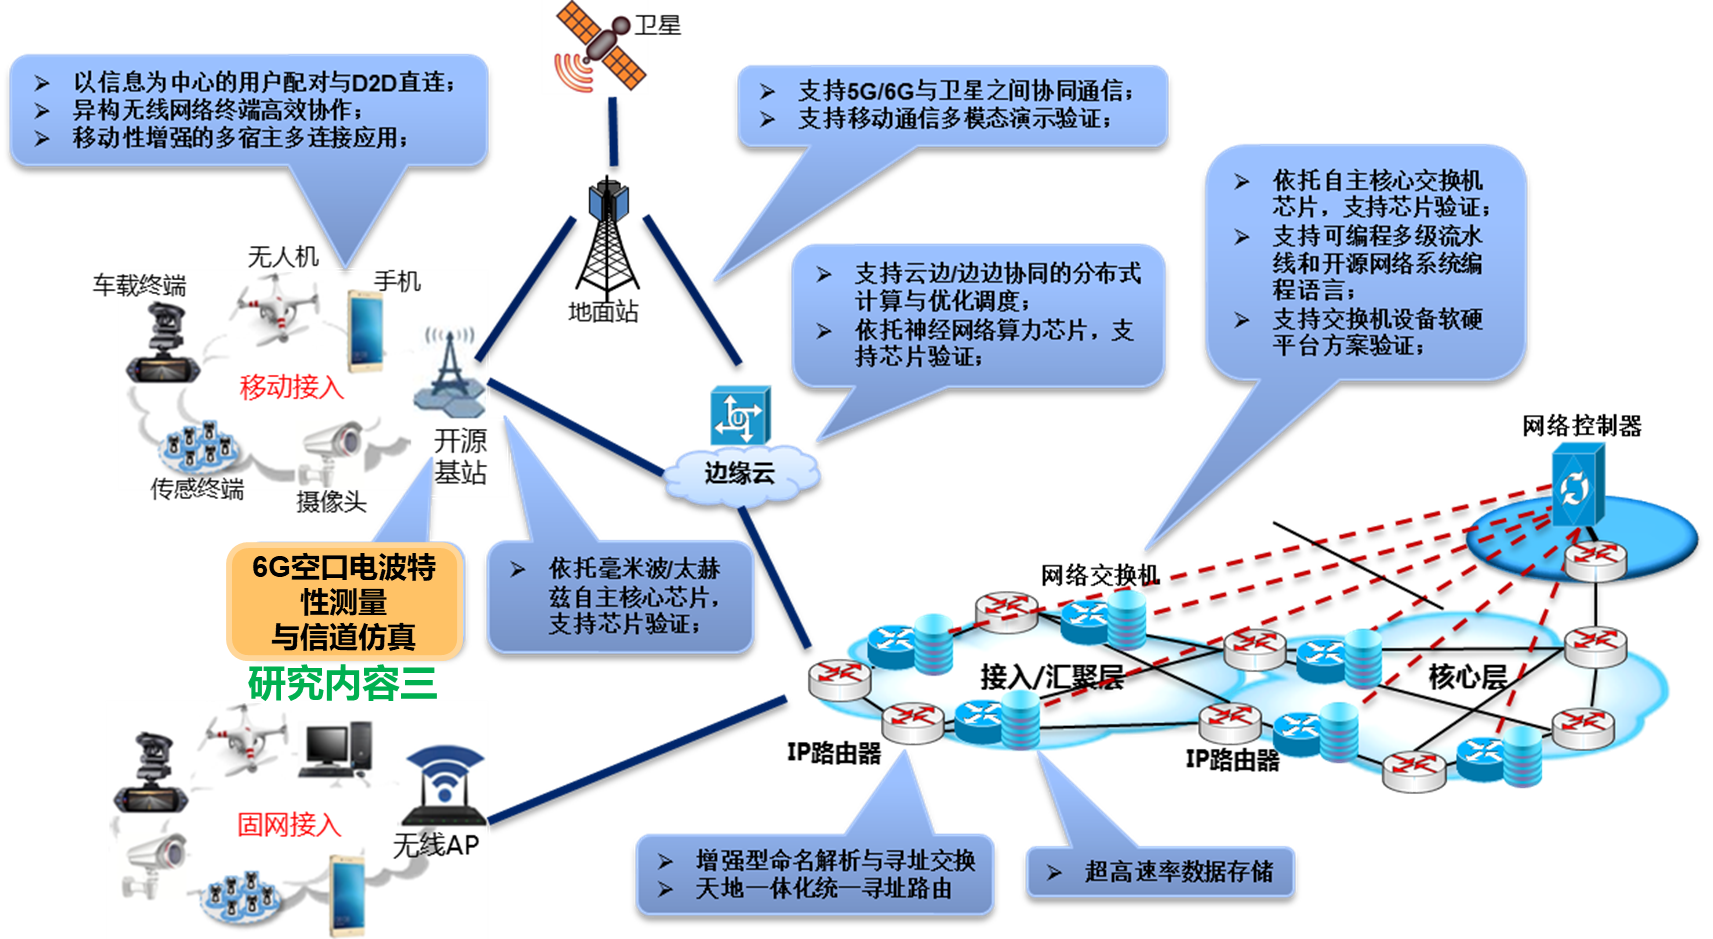 卫星
以信息为中心的用户配对与D2D直连；
异构无线网络终端高效协作；
移动性增强的多宿主多连接应用；
支持5G/6G与卫星之间协同通信；
支持移动通信多模态演示验证；
依托自主核心交换机
芯片，支持芯片验证；
支持可编程多级流水
线和开源网络系统编
程语言；
支持交换机设备软硬
平台方案验证；
无人机
车载终端
手机
地面站
支持云边/边边协同的分布式
计算与优化调度；
依托神经网络算力芯片，支
持芯片验证；
移动接入
U
开源
基站
边缘云
传感终端
摄像头
网络控制器
6G空口电波特
性测量
与信道仿真
研究内容三
依托毫米波/太赫
兹自主核心芯片，
支持芯片验证；
网络交换机
接入/汇聚层
核心层
IP路由器
IP路由器
固网接入
无线AP
增强型命名解析与寻址交换
天地一体化统一寻址路由
超高速率数据存储